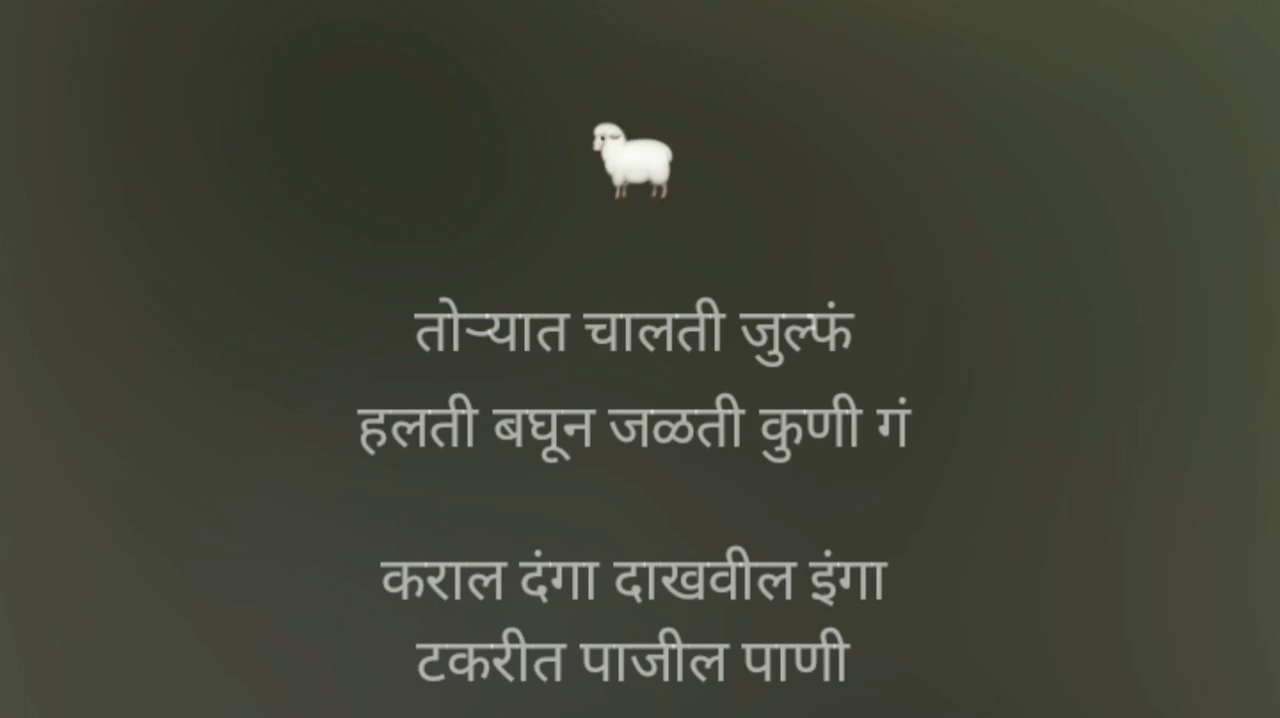 तोऱ्यात चालती जुल्फं
हलती बघून जळती कुणी गं
कराल दंगा दाखवील इंगा
टकरीत पाजील पाणी